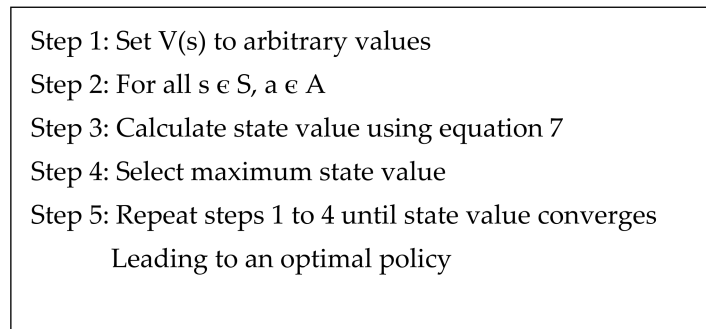 Step 1: Set V(s) to arbitrary values
Step 2: For all s ϵ S, a ϵ A
Step 3: Calculate state value using equation 7
Step 4: Select maximum state value
Step 5: Repeat steps 1 to 4 until state value converges
Leading to an optimal policy